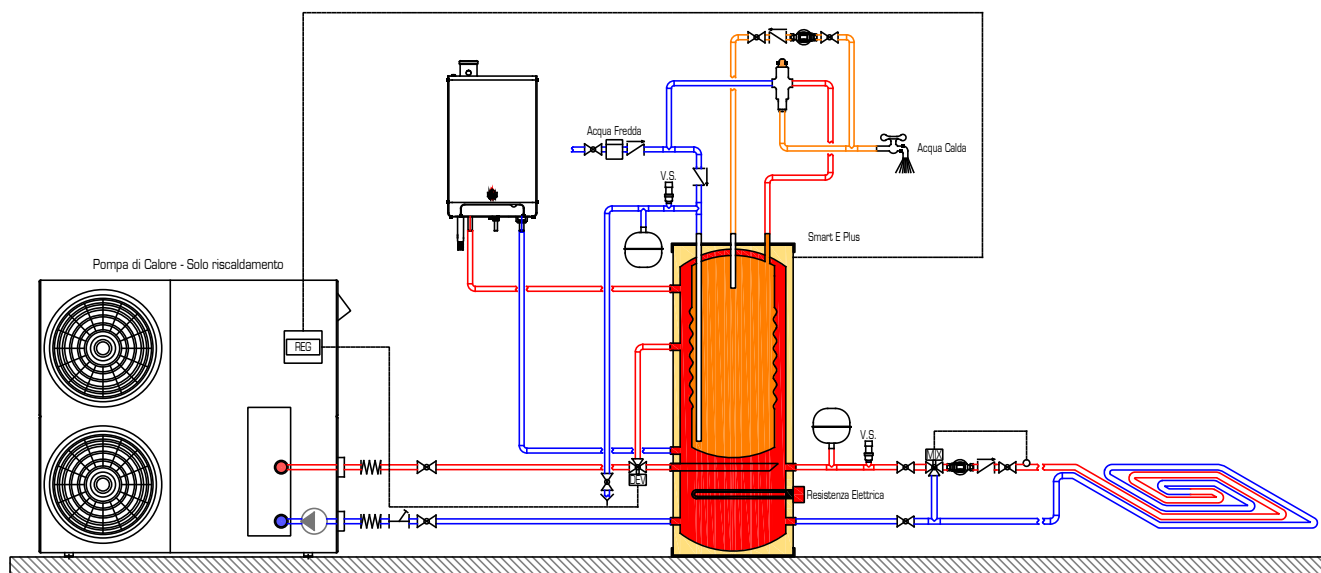 Acqua Fredda
Acqua Calda
V.S.
Smart E Plus
Pompa di Calore - Solo riscaldamento
REG
V.S.
MIX
DEV
Resistenza Elettrica